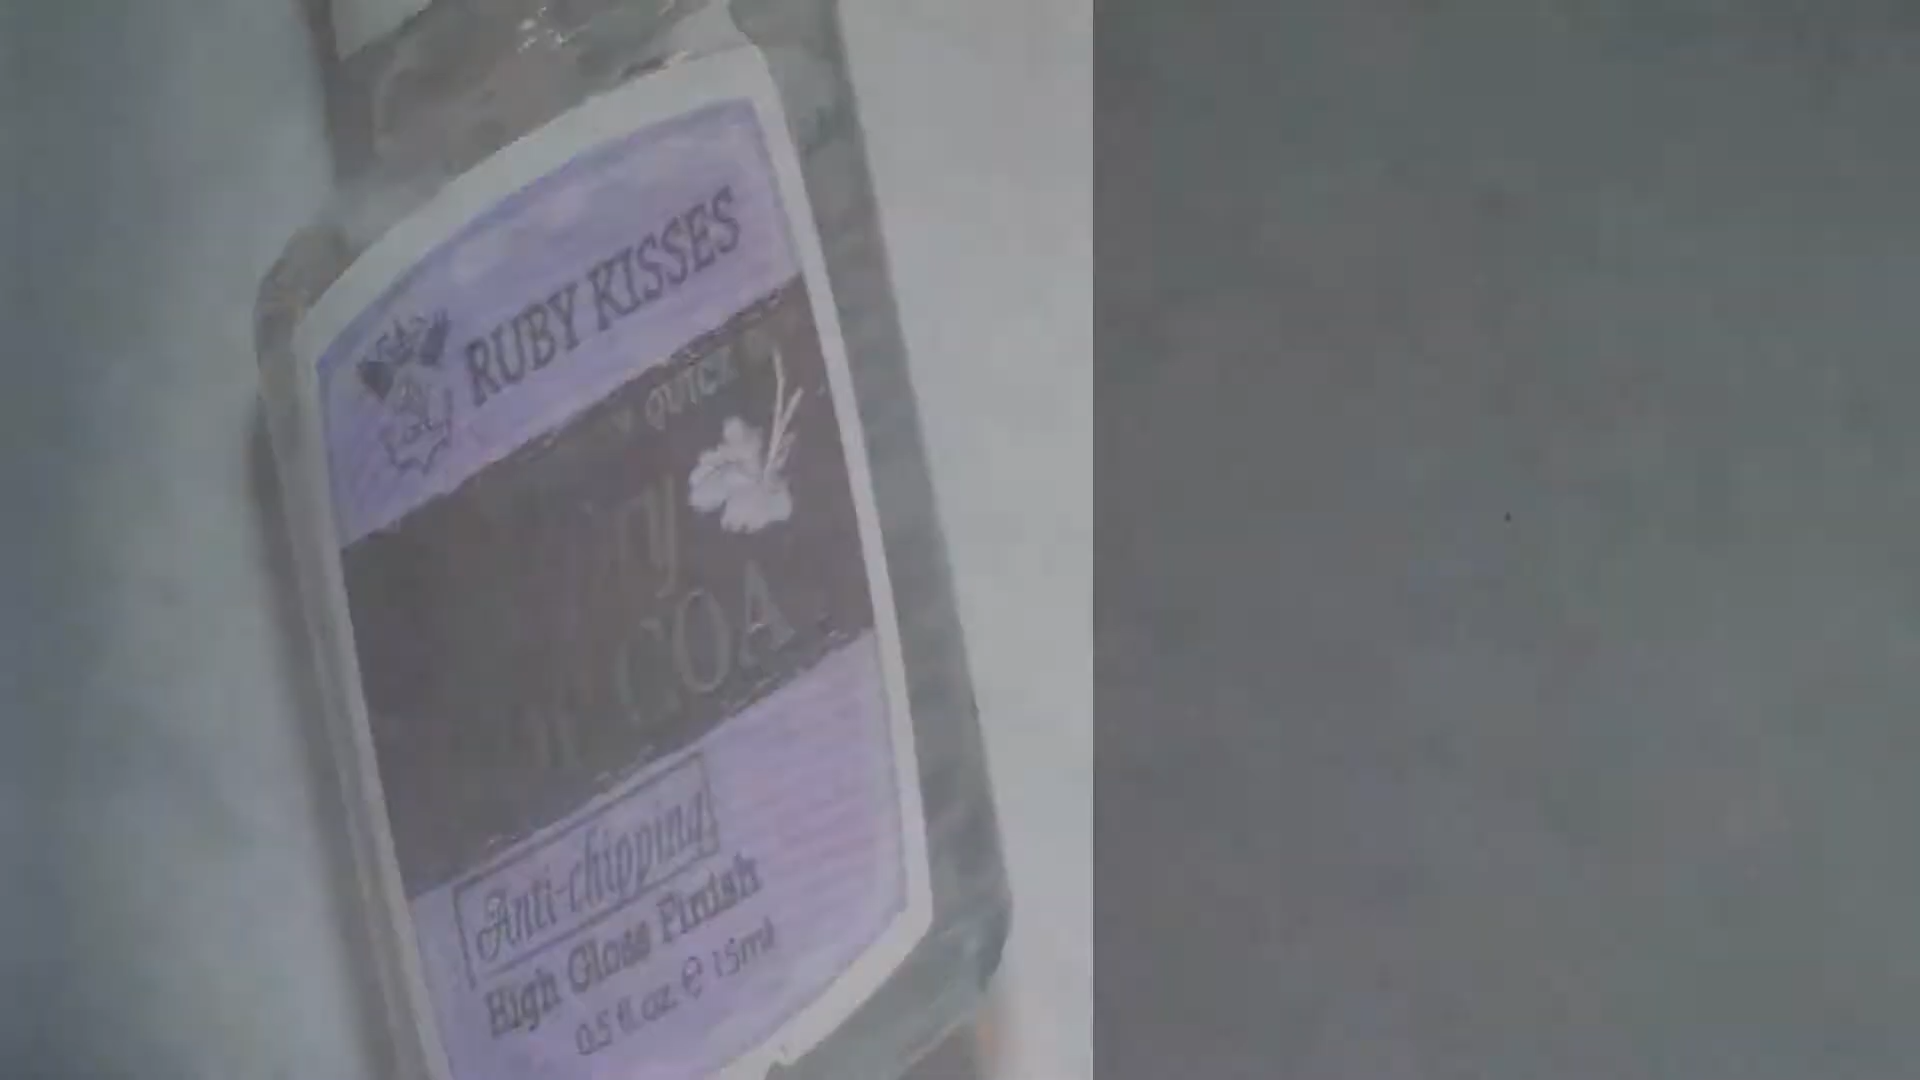 RUBY KISSES
QUICK
COA
Anti-chipping
High Gloss Finish
0.5 fl. oz. e 15ml